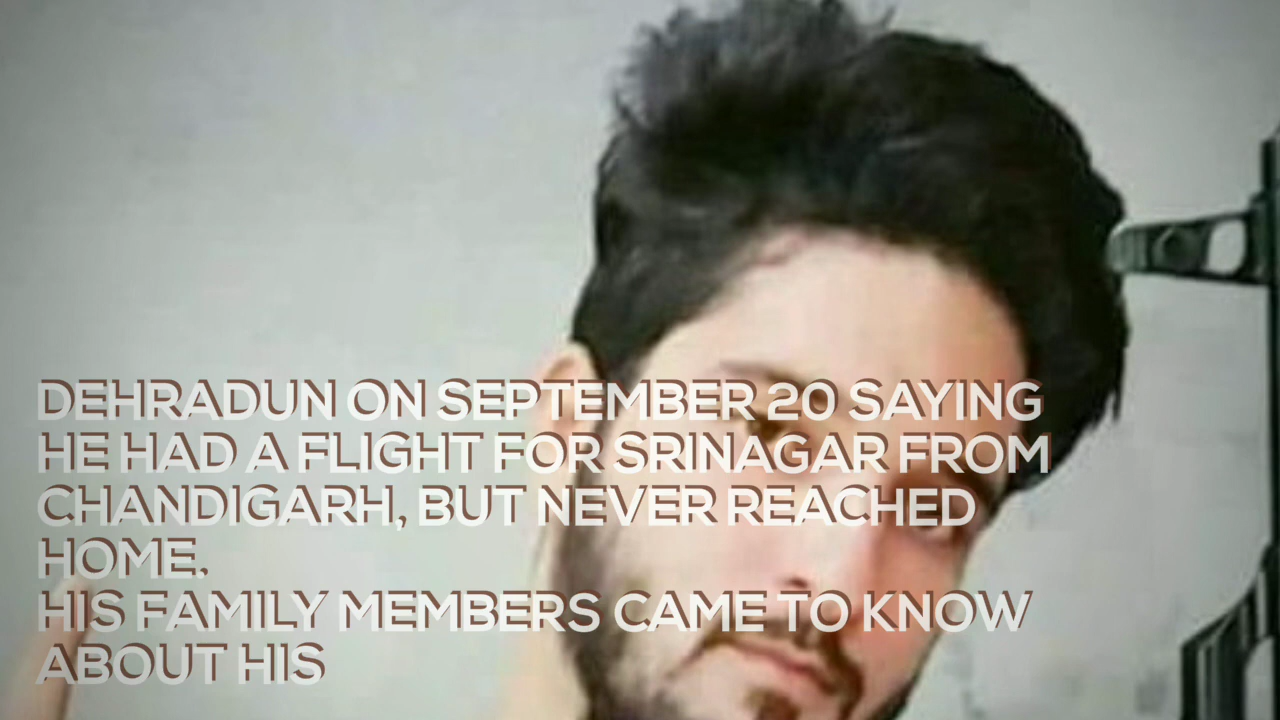 DEHRADUN ON SEPTEMBER 20 SAYING
HE HAD A FLIGHT FOR SRINAGAR FROM
CHANDIGARH, BUT NEVER REACHED
HOME.
HIS FAMILY MEMBERS CAME TO KNOW
ABOUT HIS